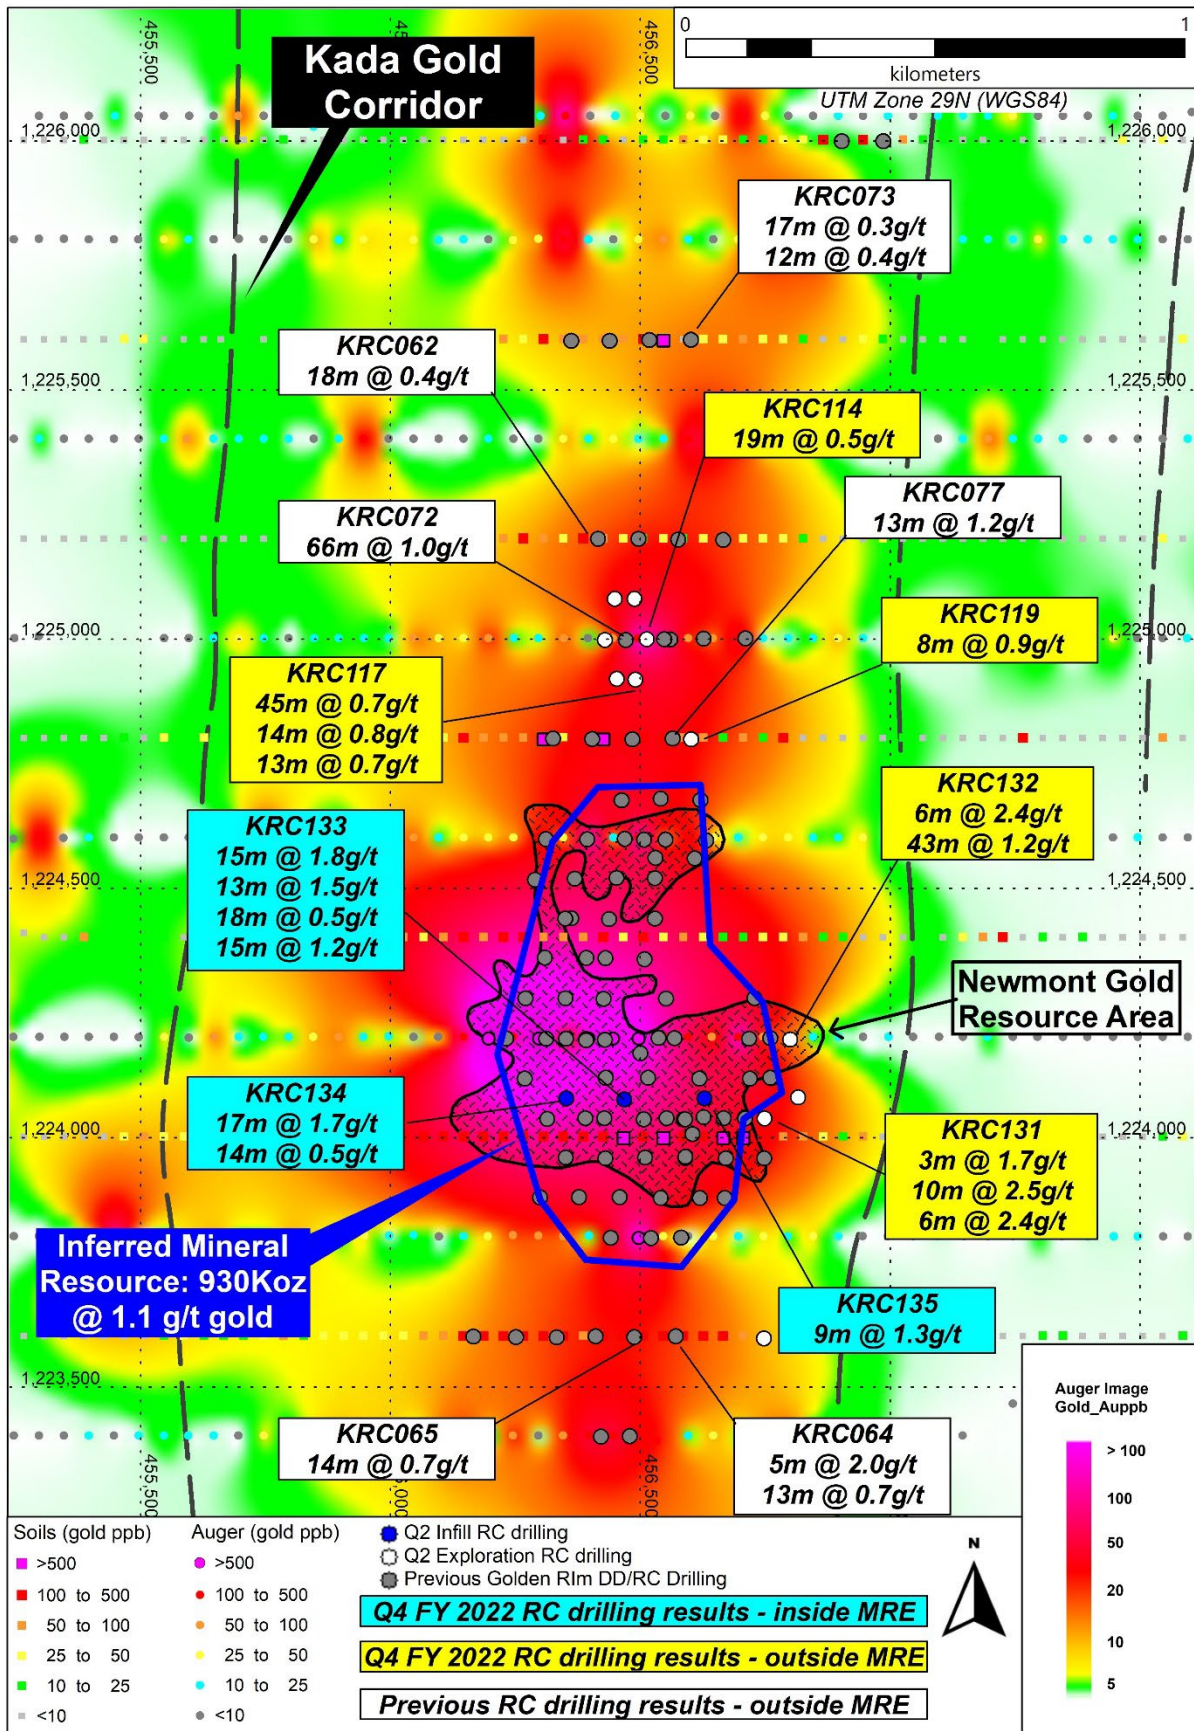 455,500
45
456,500
0
1
kilometers
UTM Zone 29N (WGS84)
Kada Gold
Corridor
1,226,000
1,226,000
KRC073
17m @ 0.3g/t
12m @ 0.4g/t
KRC062
18m @ 0.4g/t
1,225,500
1,225,500
KRC114
19m @ 0.5g/t
KRC077
13m @ 1.2g/t
KRC072
66m @ 1.0g/t
KRC119
8m @ 0.9g/t
1,225,000
1,225,000
KRC117
45m @ 0.7g/t
14m @ 0.8g/t
13m @ 0.7g/t
KRC132
6m @ 2.4g/t
43m @ 1.2g/t
KRC133
15m @ 1.8g/t
13m @ 1.5g/t
18m @ 0.5g/t
15m @ 1.2g/t
1,224,500
1,224,500
Newmont Gold
Resource Area
KRC134
17m @ 1.7g/t
14m @ 0.5g/t
1,224,000
1,224,000
KRC131
3m @ 1.7g/t
10m @ 2.5g/t
6m @ 2.4g/t
Inferred Mineral
Resource: 930Koz
@ 1.1 g/t gold
KRC135
9m @ 1.3g/t
1,223,500
1,223,500
KRC065
14m @ 0.7g/t
KRC064
5m @ 2.0g/t
13m @ 0.7g/t
455,500
,000
456,500
Auger Image
Gold_Auppb
> 100
100
50
20
10
5
Soils (gold ppb)
>500
100 to 500
50 to 100
25 to 50
10 to 25
<10
Auger (gold ppb)
>500
100 to 500
50 to 100
25 to 50
10 to 25
<10
Q2 Infill RC drilling
Q2 Exploration RC drilling
Previous Golden RIm DD/RC Drilling
Q4 FY 2022 RC drilling results - inside MRE
Q4 FY 2022 RC drilling results - outside MRE
Previous RC drilling results - outside MRE
N